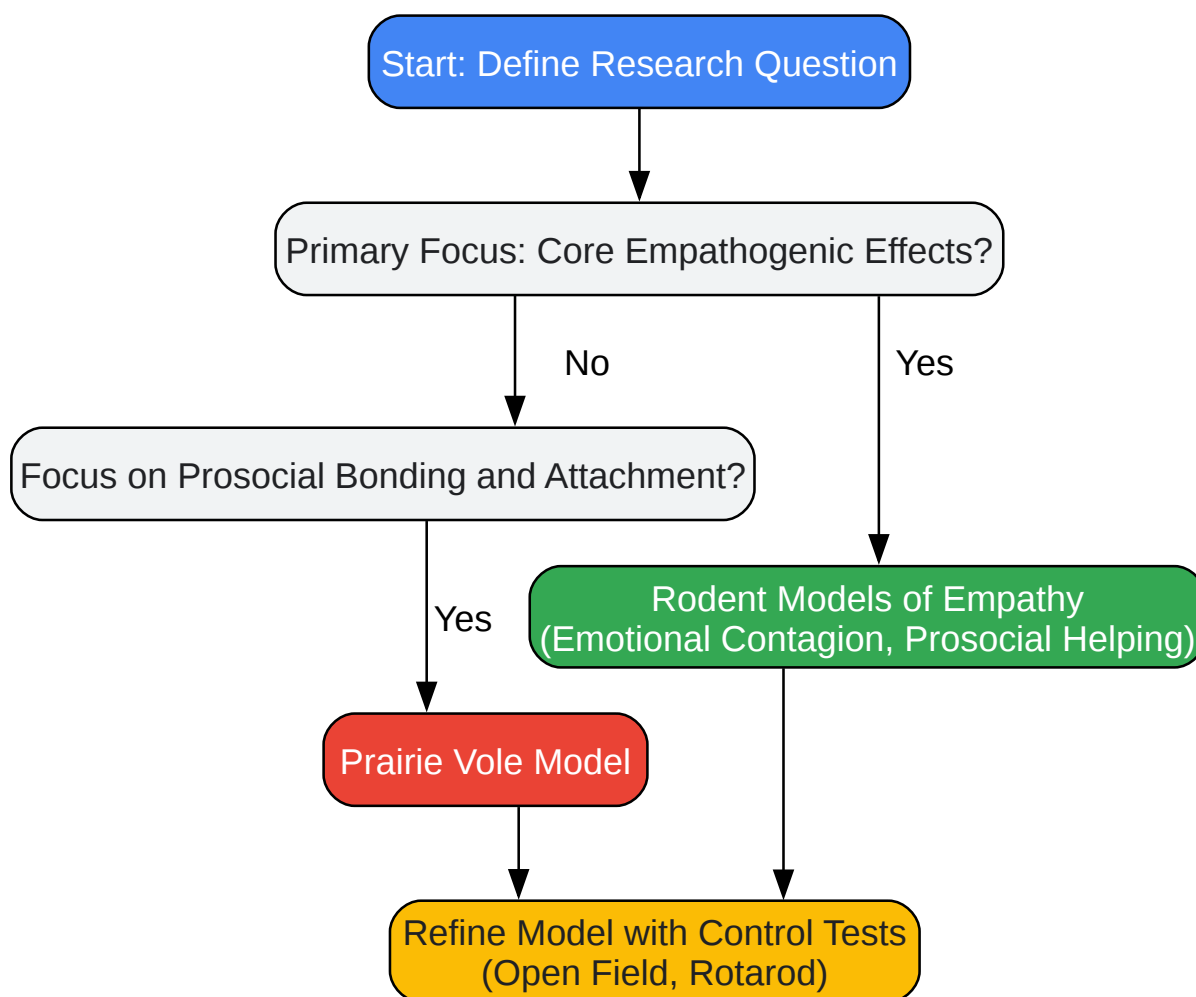 Start: Define Research Question
Primary Focus: Core Empathogenic Effects?
No
Yes
Focus on Prosocial Bonding and Attachment?
Rodent Models of Empathy
(Emotional Contagion, Prosocial Helping)
Yes
Prairie Vole Model
Refine Model with Control Tests
(Open Field, Rotarod)